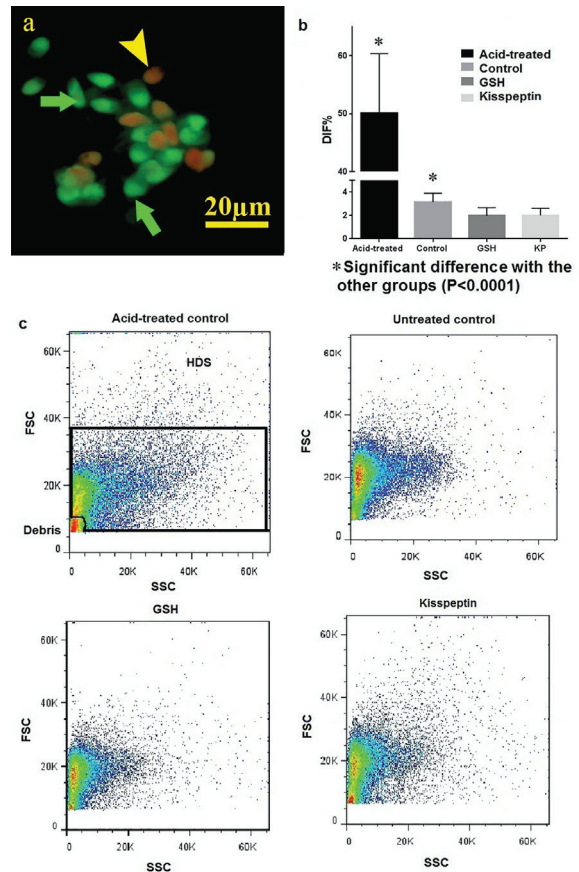 a
20µm
b
DIF%
60
50
40
4
2
0
*
*
Acid-treated
Control
GSH
Kisspeptin
Acid-treated
Control
GSH
KP
*Significant difference with the
other groups (P<0.0001)
c
Acid-treated control
HDS
60K
40K
20K
0
FSC
Debris
0
20K
40K
60K
SSC
Untreated control
60K
40K
20K
0
FSC
0
20K
40K
60K
SSC
GSH
60K
40K
20K
0
FSC
0
20K
40K
60K
SSC
Kisspeptin
60K
40K
20K
0
FSC
0
20K
40K
60K
SSC